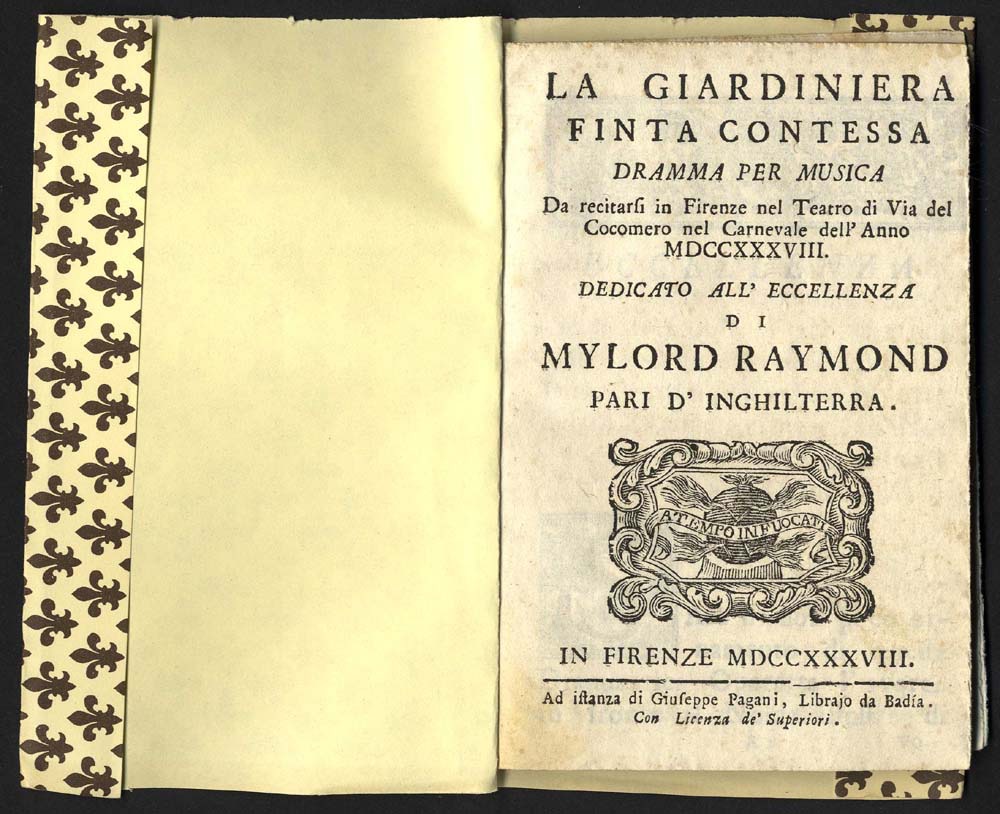 LA GIARDINIERA
FINTA CONTESSA
DRAMMA PER MUSICA
Da recitarſi in Firenze nel Teatro di Via del
Cocomero nel Carnevale dell' Anno
MDCCXXXVIII.
DEDICATO ALL' ECCELLENZA
DI
MYLORD RAYMOND
PARI D' INGHILTERRA.
A TEMPO INFUOCATI
IN FIRENZE MDCCXXXVIII.
Ad iſtanza di Giuſeppe Pagani, Librajo da Badía.
Con Licenza de' Superiori.